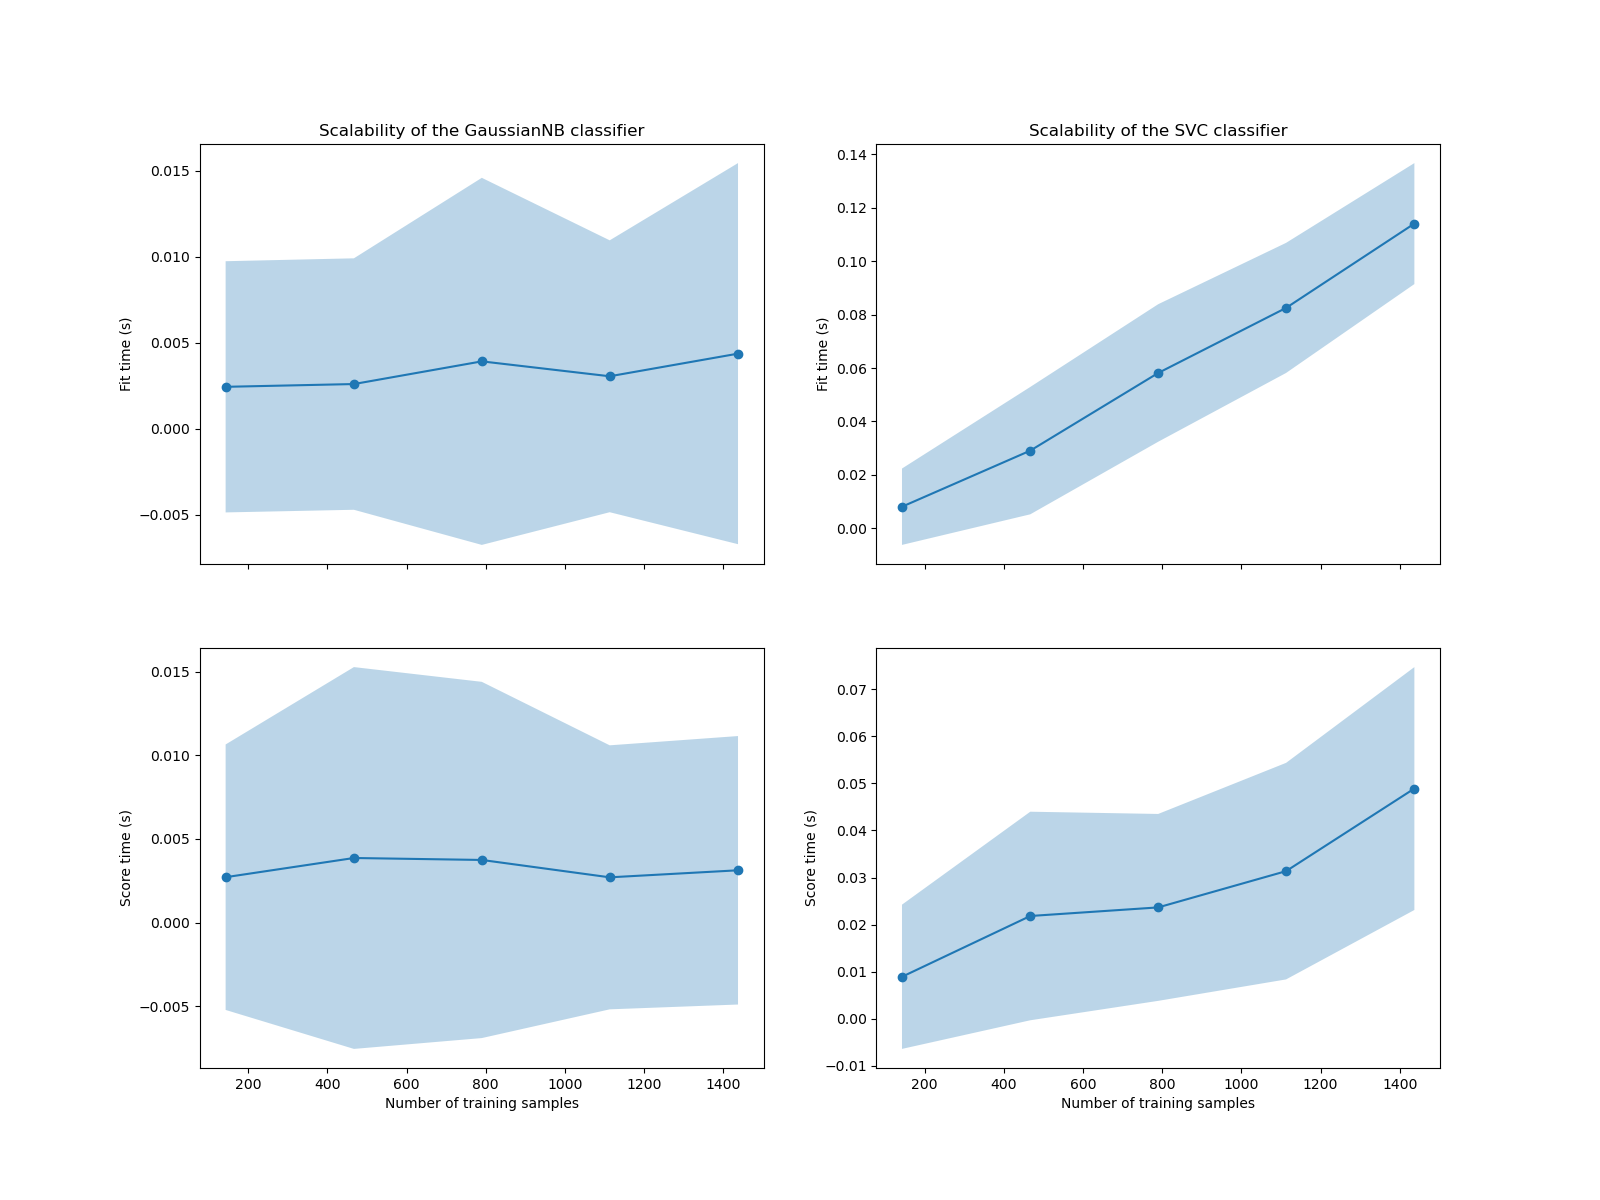 Scalability of the GaussianNB classifier
0.015
0.010
0.005
0.000
−0.005
Fit time (s)
Scalability of the SVC classifier
0.14
0.12
0.10
0.08
0.06
0.04
0.02
0.00
Fit time (s)
0.015
0.010
0.005
0.000
−0.005
Score time (s)
200 400 600 800 1000 1200 1400
Number of training samples
0.07
0.06
0.05
0.04
0.03
0.02
0.01
0.00
−0.01
Score time (s)
200 400 600 800 1000 1200 1400
Number of training samples